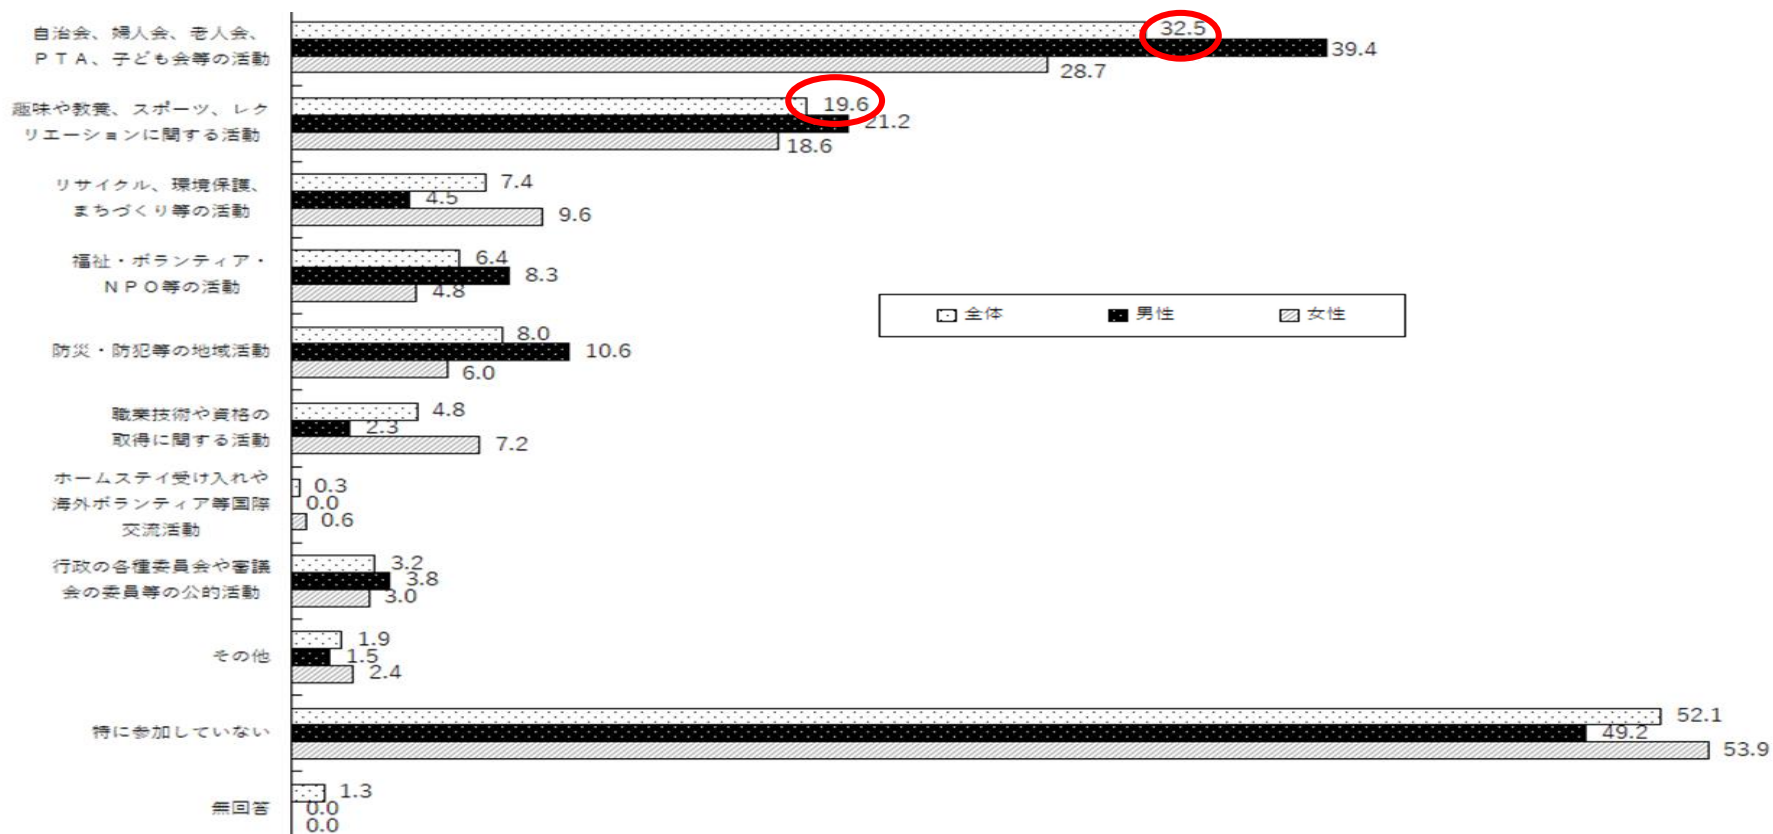 自治会、婦人会、老人会、
ＰＴＡ、子ども会等の活動
32.5
39.4
28.7
趣味や教養、スポーツ、レク
リエーションに関する活動
19.6
21.2
18.6
リサイクル、環境保護、
まちづくり等の活動
7.4
4.5
9.6
福祉・ボランティア・
ＮＰＯ等の活動
6.4
8.3
4.8
全体 男性 女性
防災・防犯等の地域活動
8.0
10.6
6.0
職業技術や資格の
取得に関する活動
4.8
2.3
7.2
ホームステイ受け入れや
海外ボランティア等国際
交流活動
0.3
0.0
0.6
行政の各種委員会や審議
会の委員等の公的活動
3.2
3.8
3.0
その他
1.9
1.5
2.4
特に参加していない
52.1
49.2
53.9
無回答
1.3
0.0
0.0